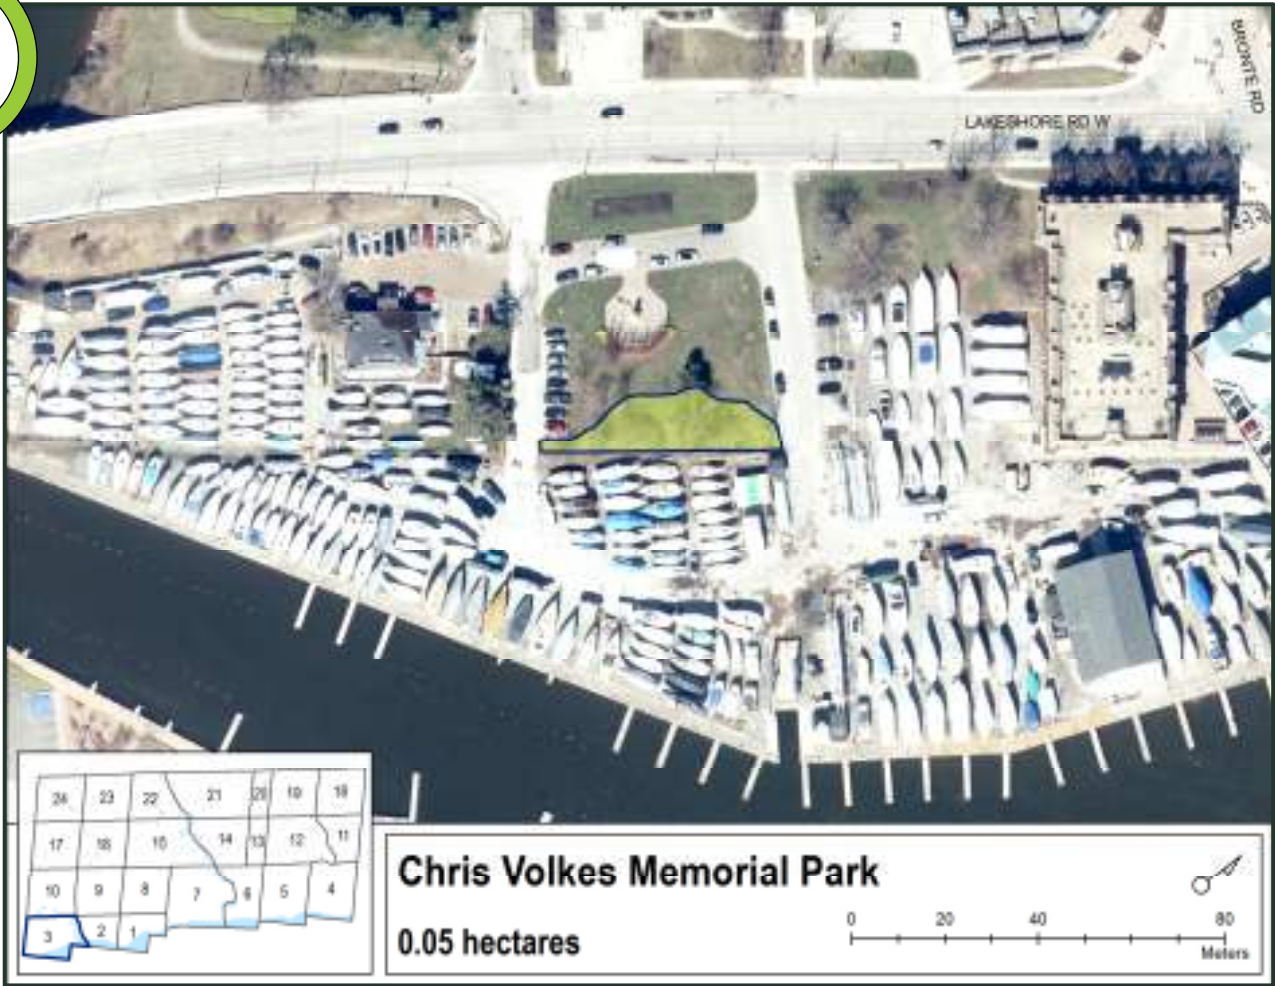 BRONTE RD
LAKESHORE RD W
24 23 22 21 20 19 18
17 16 15 14 13 12 11
10 9 8 7 6 5 4
3 2 1
Chris Volkes Memorial Park
0.05 hectares
0 20 40 80
Meters